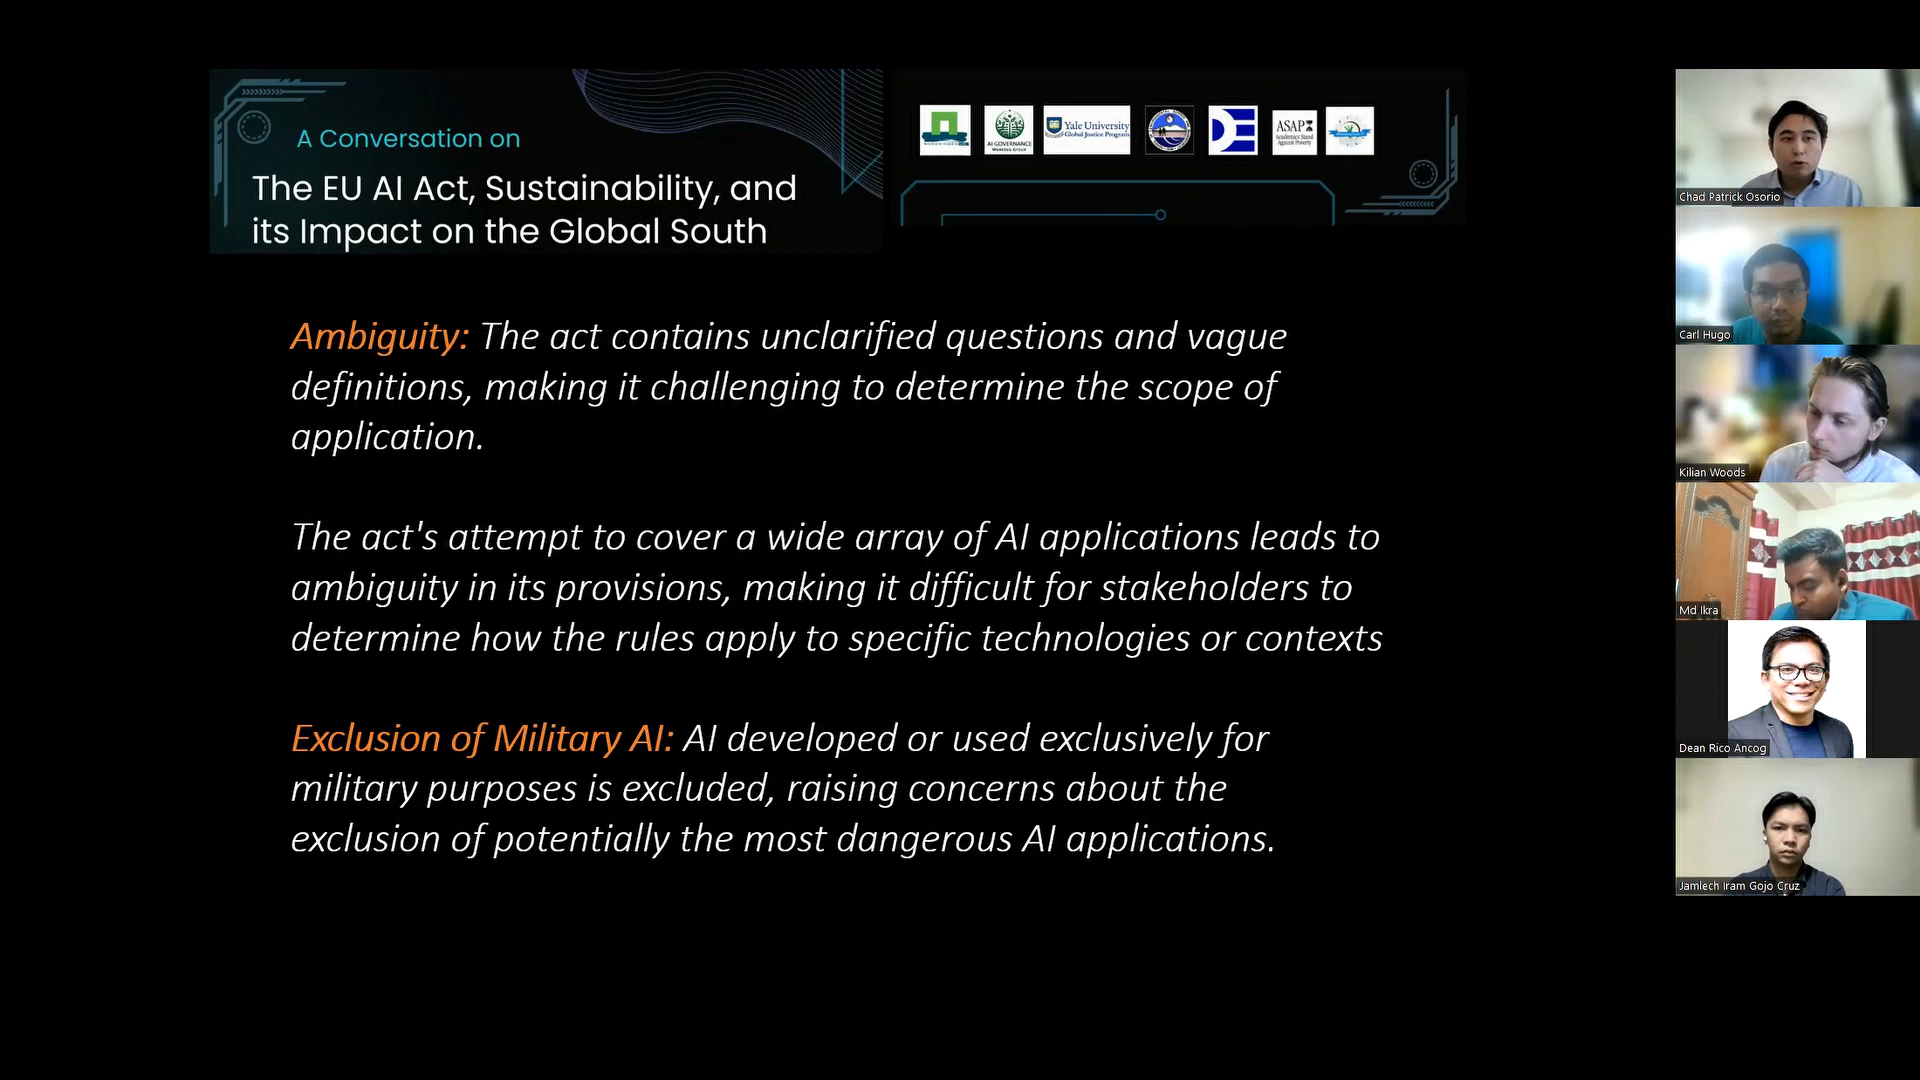 A Conversation on
The EU AI Act, Sustainability, and
its Impact on the Global South
AI GOVERNANCE
Yale University
Global Justice Program
ASAP
Academics Stand
Against Poverty
Ambiguity: The act contains unclarified questions and vague
definitions, making it challenging to determine the scope of
application.
The act's attempt to cover a wide array of AI applications leads to
ambiguity in its provisions, making it difficult for stakeholders to
determine how the rules apply to specific technologies or contexts
Exclusion of Military AI: AI developed or used exclusively for
military purposes is excluded, raising concerns about the
exclusion of potentially the most dangerous AI applications.
Chad Patrick Osorio
Carl Hugo
Kilian Woods
Md Ikra
Dean Rico Ancog
Jamlech Iram Gojo Cruz